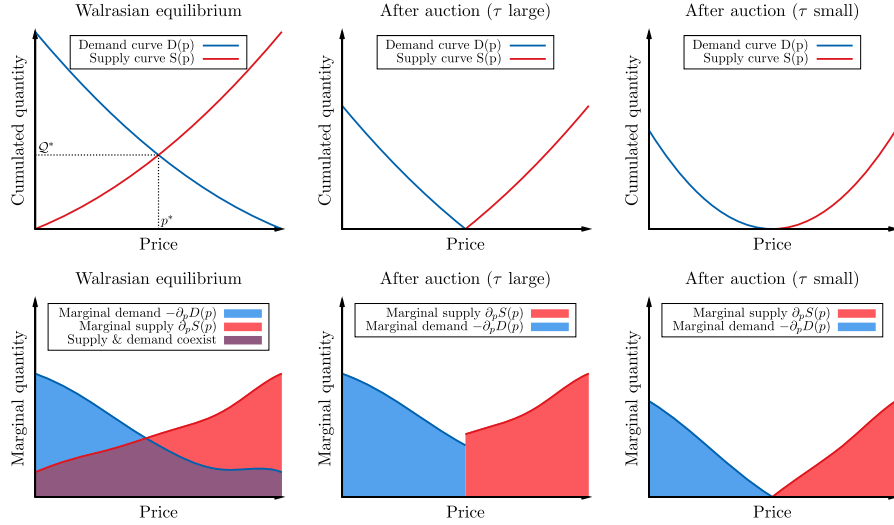 Walrasian equilibrium
Demand curve D(p)
Supply curve S(p)
Cumulated quantity
Q*
p*
Price
After auction (τ large)
Demand curve D(p)
Supply curve S(p)
Cumulated quantity
Price
After auction (τ small)
Demand curve D(p)
Supply curve S(p)
Cumulated quantity
Price
Walrasian equilibrium
Marginal demand −∂ₚD(p)
Marginal supply ∂ₚS(p)
Supply & demand coexist
Marginal quantity
Price
After auction (τ large)
Marginal supply ∂ₚS(p)
Marginal demand −∂ₚD(p)
Marginal quantity
Price
After auction (τ small)
Marginal supply ∂ₚS(p)
Marginal demand −∂ₚD(p)
Marginal quantity
Price